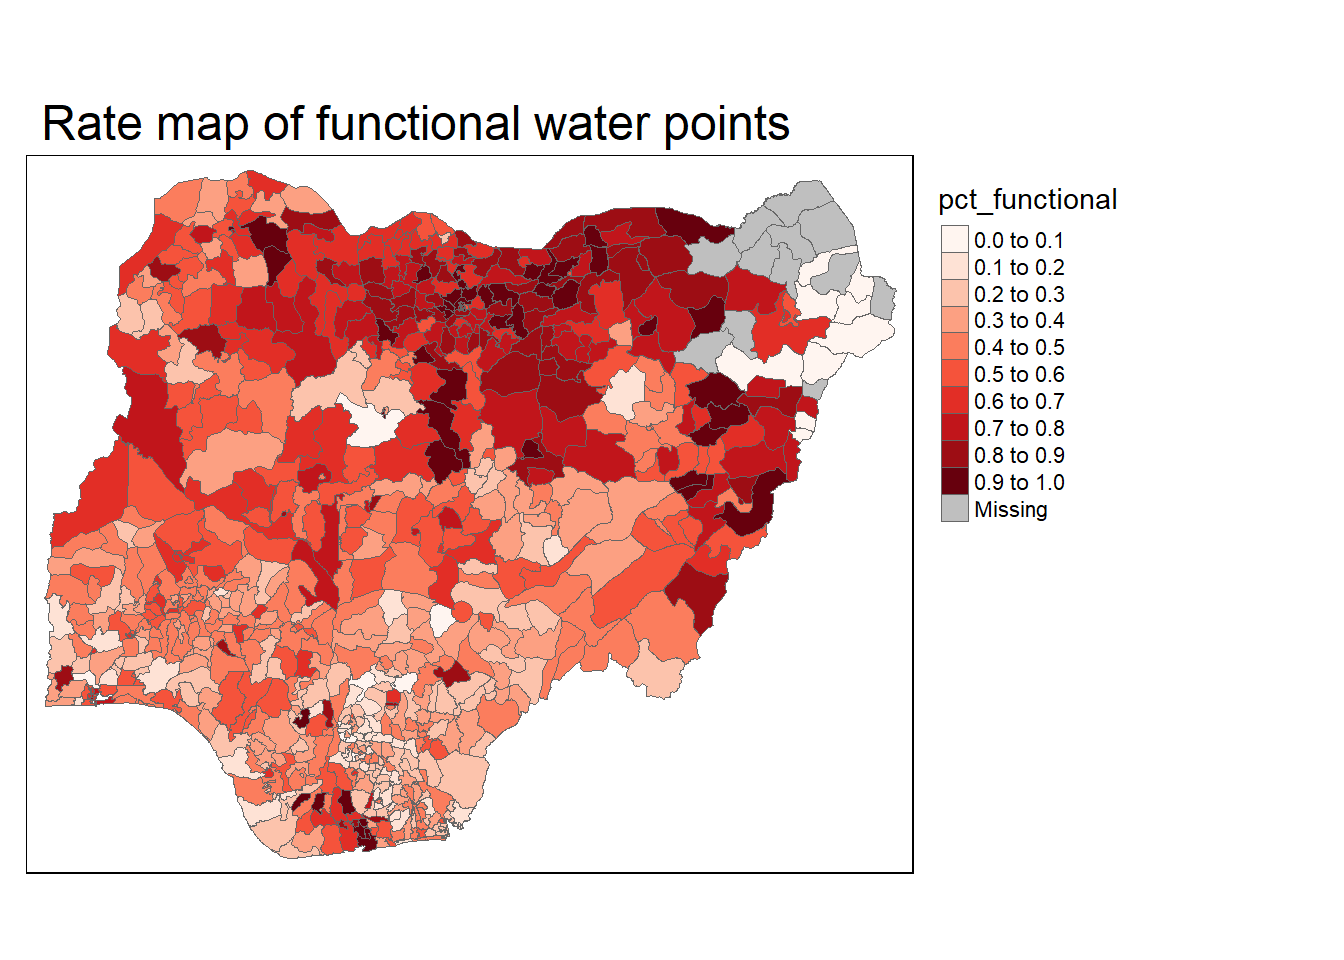 Rate map of functional water points
pct_functional
0.0 to 0.1
0.1 to 0.2
0.2 to 0.3
0.3 to 0.4
0.4 to 0.5
0.5 to 0.6
0.6 to 0.7
0.7 to 0.8
0.8 to 0.9
0.9 to 1.0
Missing